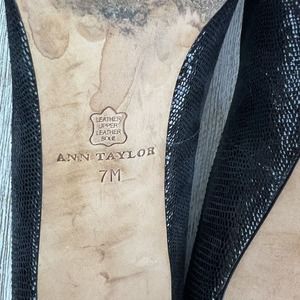 LEATHER
UPPER
LEATHER
SOLE
ANN TAYLOR
7M